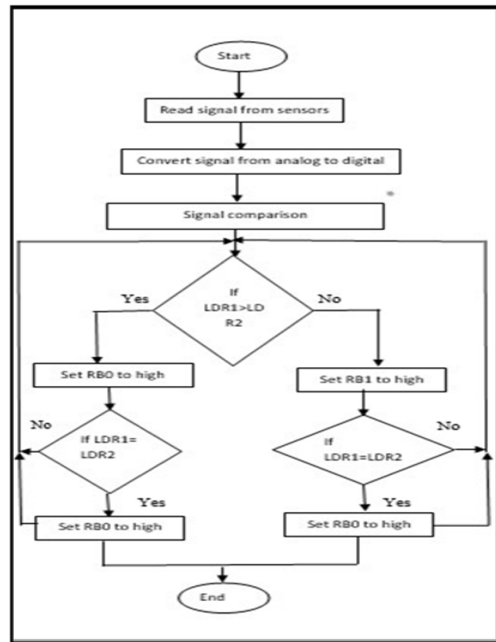 Start
Read signal from sensors
Convert signal from analog to digital
Signal comparison
Yes
If
LDR1>LD
R2
No
Set RB0 to high
Set RB1 to high
No
If LDR1=
LDR2
If
LDR1=LDR2
No
Yes
Yes
Set RB0 to high
Set RB0 to high
End